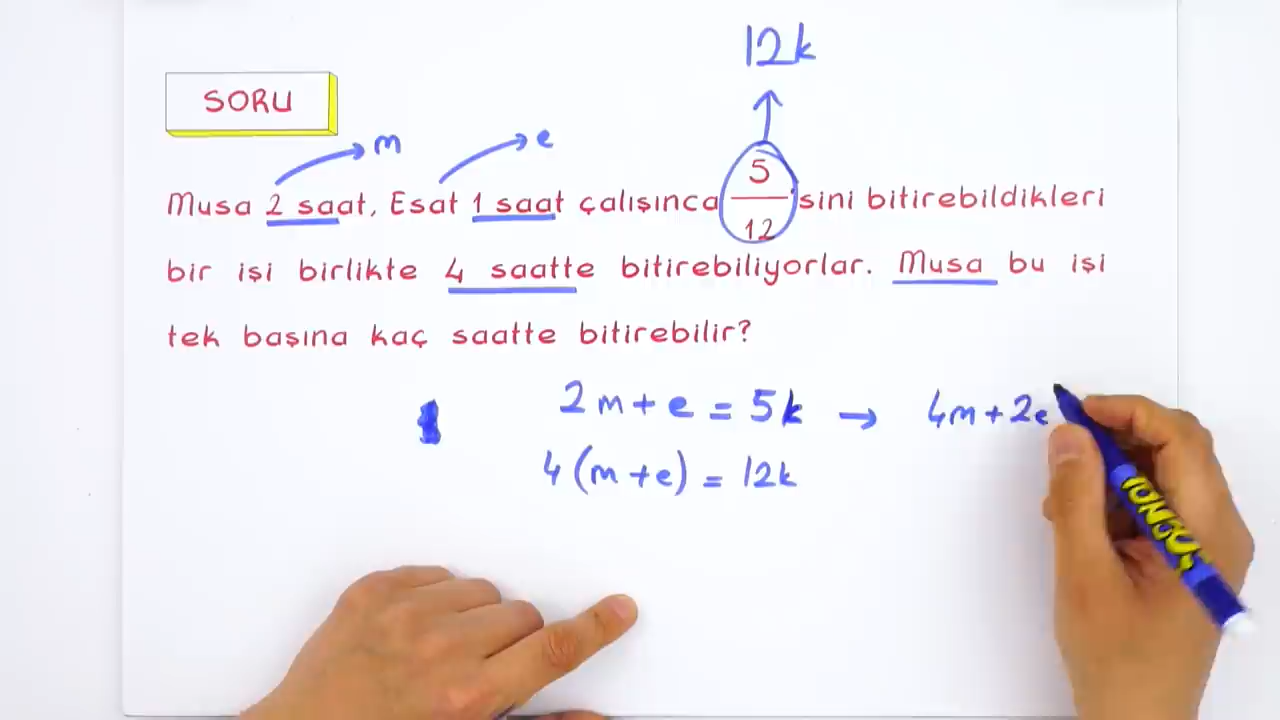 12k
SORU
m
e
Musa 2 saat, Esat 1 saat çalışınca 5/12 sini bitirebildikleri
bir işi birlikte 4 saatte bitirebiliyorlar. Musa bu işi
tek başına kaç saatte bitirebilir?
2m+e = 5k → 4m+2e
4(m+e) = 12k